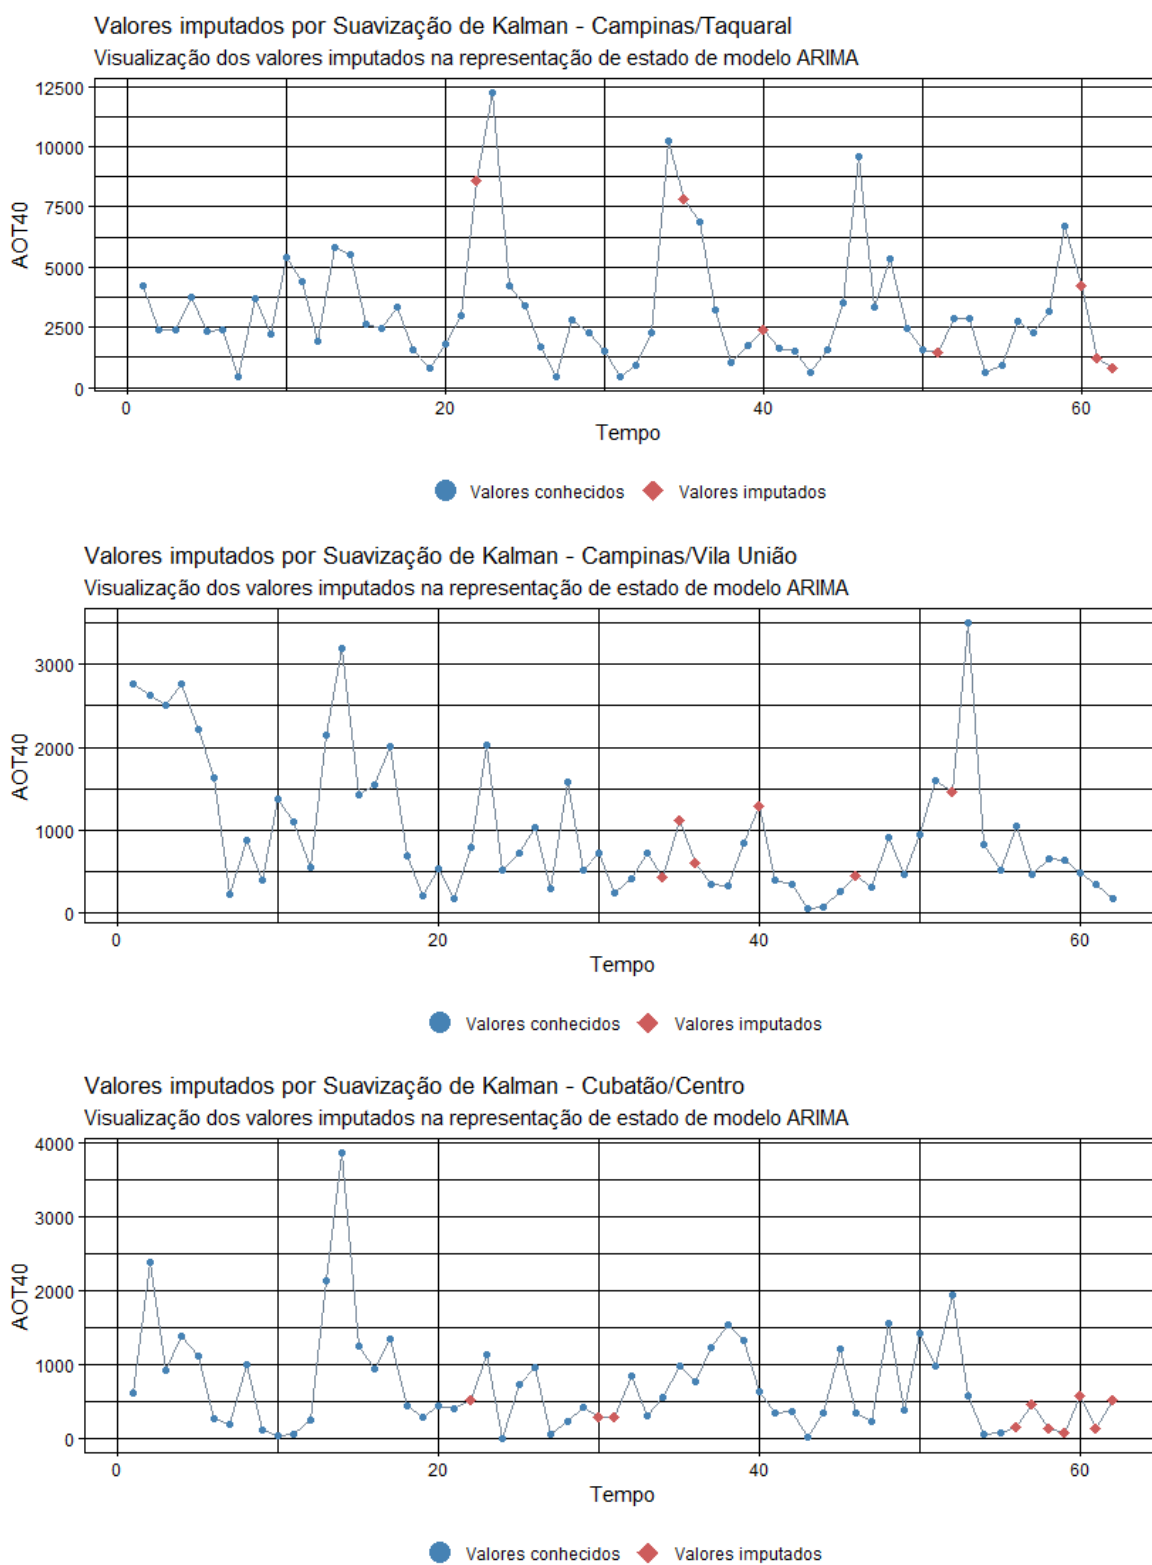 Valores imputados por Suavização de Kalman - Campinas/Taquaral
Visualização dos valores imputados na representação de estado de modelo ARIMA
12500
10000
7500
5000
2500
0
AOT40
0 20 40 60
Tempo
Valores conhecidos Valores imputados
Valores imputados por Suavização de Kalman - Campinas/Vila União
Visualização dos valores imputados na representação de estado de modelo ARIMA
3000
2000
1000
0
AOT40
0 20 40 60
Tempo
Valores conhecidos Valores imputados
Valores imputados por Suavização de Kalman - Cubatão/Centro
Visualização dos valores imputados na representação de estado de modelo ARIMA
4000
3000
2000
1000
0
AOT40
0 20 40 60
Tempo
Valores conhecidos Valores imputados